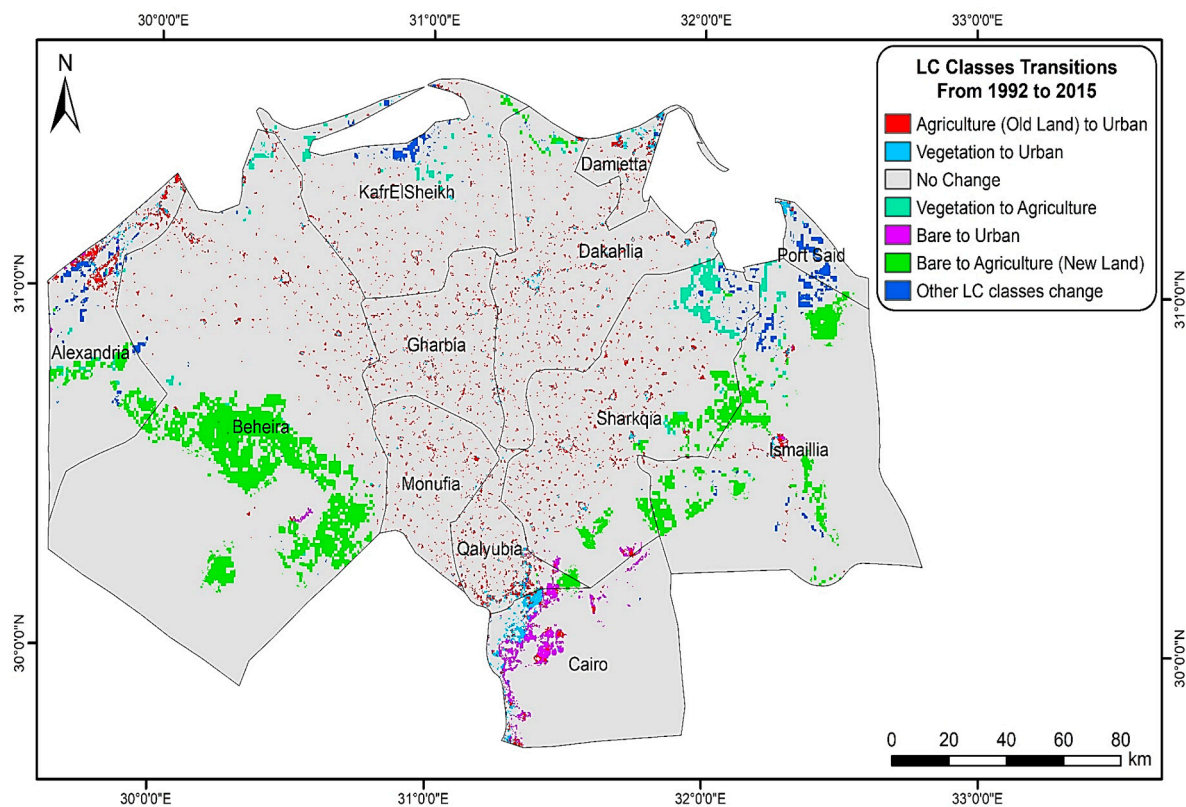 30°0'0"E 31°0'0"E 32°0'0"E 33°0'0"E
N
LC Classes Transitions
From 1992 to 2015
Agriculture (Old Land) to Urban
Vegetation to Urban
No Change
Vegetation to Agriculture
Bare to Urban
Bare to Agriculture (New Land)
Other LC classes change
Damietta
KafrElSheikh
Dakahlia
Port Said
31°0'0"N
31°0'0"N
Gharbia
Alexandria
Sharkqia
Beheira
Ismaillia
Monufia
Qalyubia
30°0'0"N
30°0'0"N
Cairo
0 20 40 60 80
km
30°0'0"E 31°0'0"E 32°0'0"E 33°0'0"E